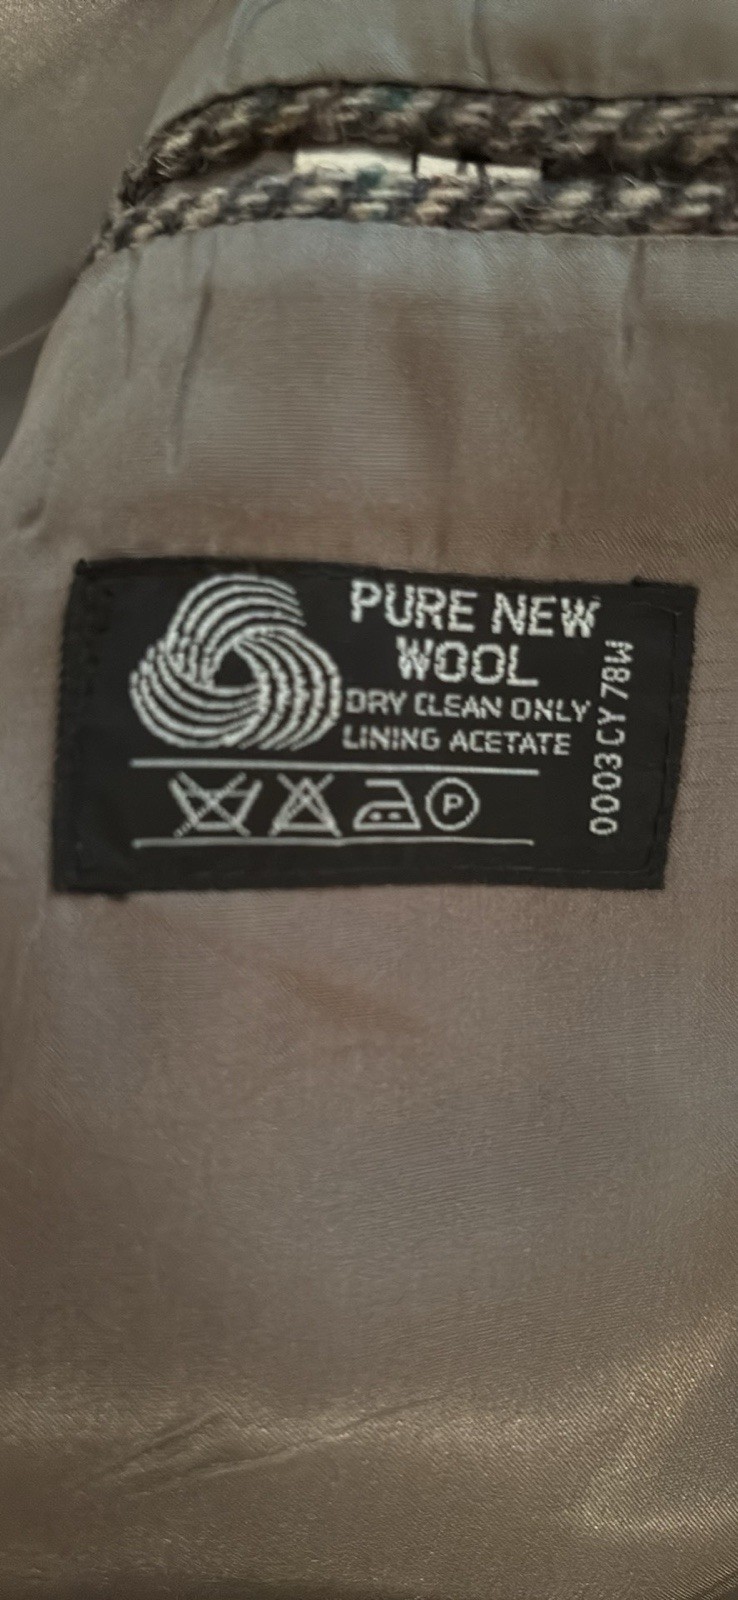 PURE NEW
WOOL
DRY CLEAN ONLY
LINING ACETATE
P
0003 CY 78W